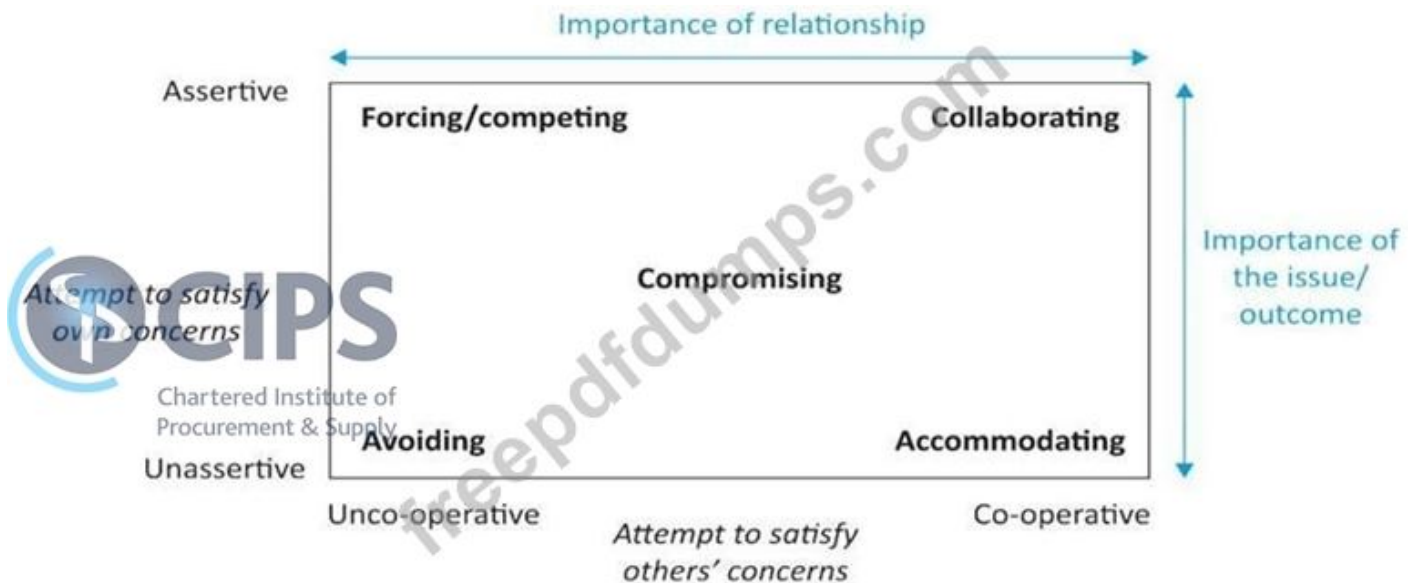 Importance of relationship
Assertive
Forcing/competing
Collaborating
Importance of
the issue/
outcome
Compromising
Attempt to satisfy
own concerns
CIPS
Chartered Institute of
Procurement & Supply
Avoiding
Accommodating
Unassertive
Unco-operative
Co-operative
Attempt to satisfy
others' concerns
freepdfdumps.com